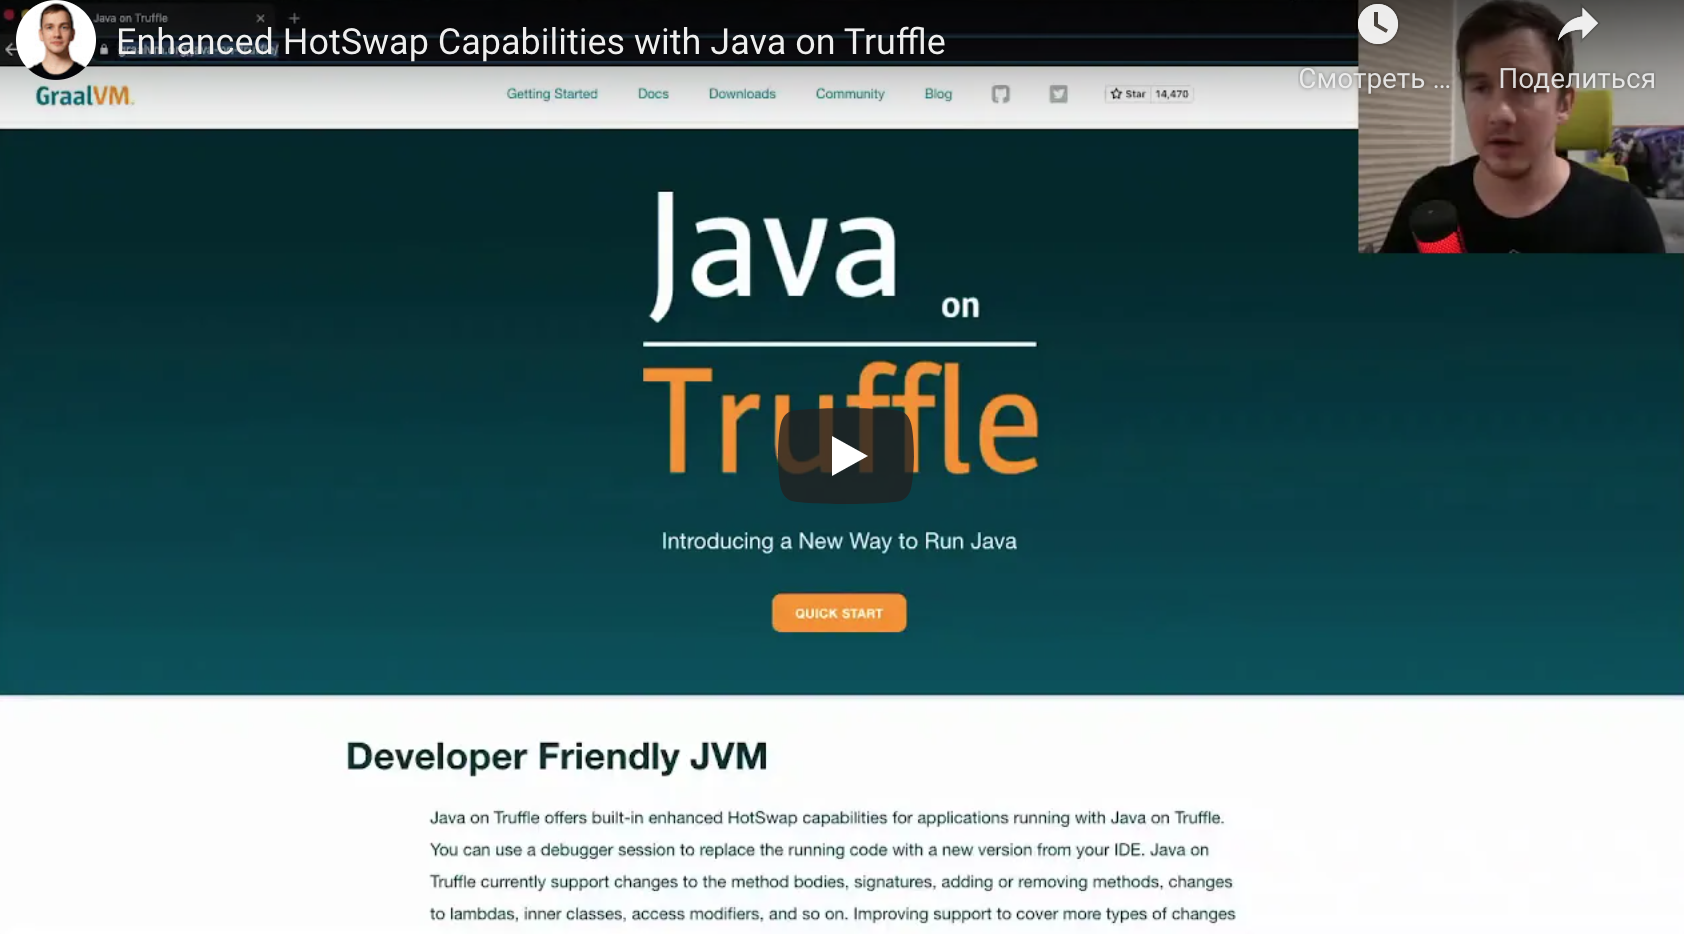 Java on Truffle
Enhanced HotSwap Capabilities with Java on Truffle
Смотреть ...
Поделиться
GraalVM.
Getting Started
Docs
Downloads
Community
Blog
Star
14,470
Java
on
Truffle
Introducing a New Way to Run Java
QUICK START
Developer Friendly JVM
Java on Truffle offers built-in enhanced HotSwap capabilities for applications running with Java on Truffle.
You can use a debugger session to replace the running code with a new version from your IDE. Java on
Truffle currently support changes to the method bodies, signatures, adding or removing methods, changes
to lambdas, inner classes, access modifiers, and so on. Improving support to cover more types of changes